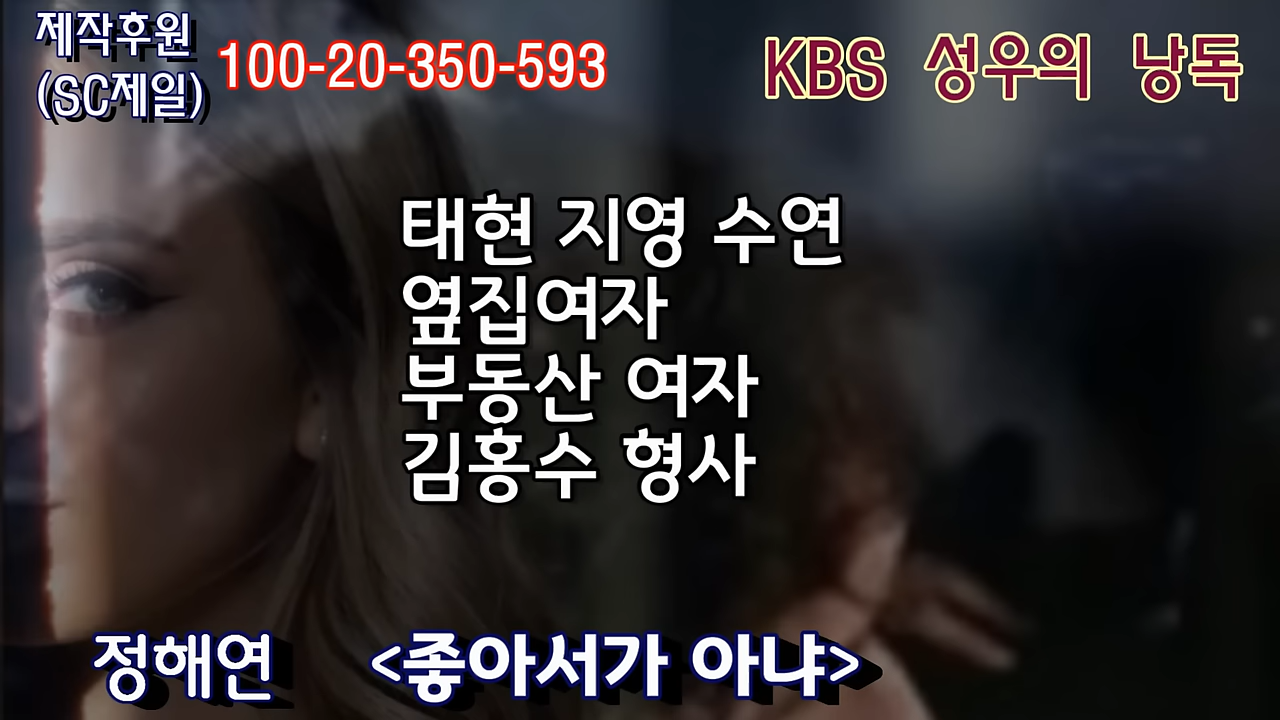 제작후원
(SC제일)
100-20-350-593
KBS 성우의 낭독
태현 지영 수연
옆집여자
부동산 여자
김홍수 형사
정해연 <좋아서가 아냐>